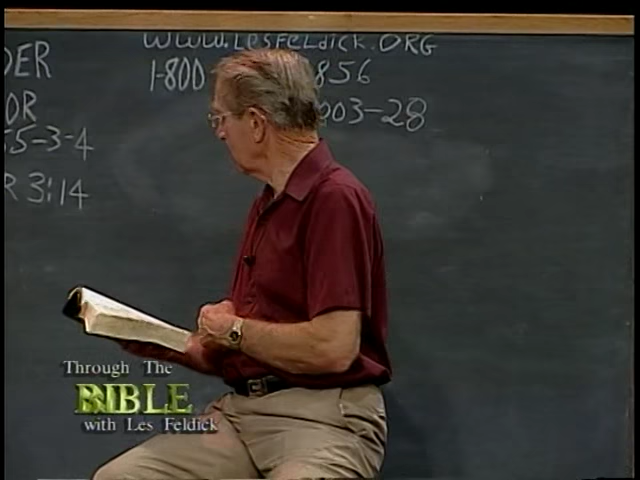 WWW.LESFELDICK.ORG
1-800 856
003-28
DER
OR
5-3-4
R 3:14
Through The
BIBLE
with Les Feldick